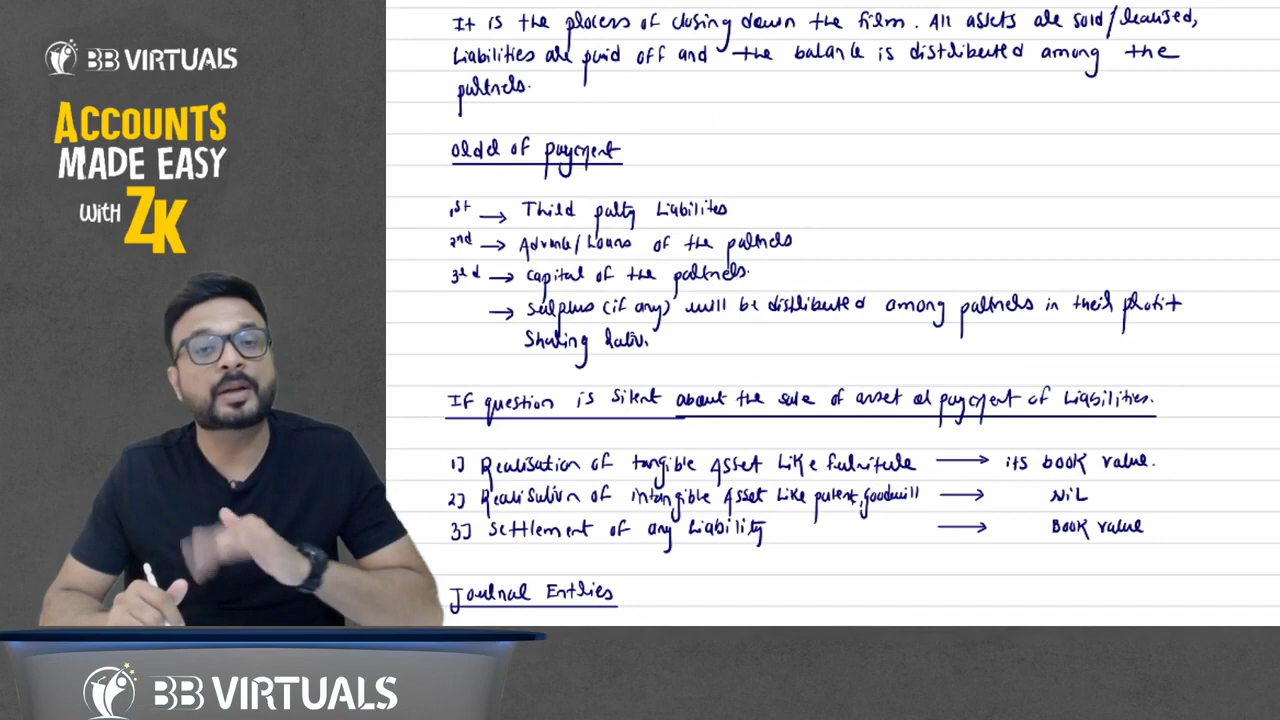 BB VIRTUALS
ACCOUNTS
MADE EASY
WITH ZK
It is the process of closing down the firm. All assets are sold/realised,
Liabilities are paid off and the balance is distributed among the
partners.
Order of payment
1st → Third party Liabilites
2nd → Advance/Loans of the partners
3rd → Capital of the partners.
→ Surplus (if any) will be distributed among partners in their profit
Sharing ratio.
If question is silent about the sale of asset or payment of Liabilities.
1) Realisation of tangible Asset Like furniture → its book value.
2) Realisation of intangible Asset Like patent, goodwill → NIL
3) Settlement of any Liability → Book value
Journal Entries
BB VIRTUALS